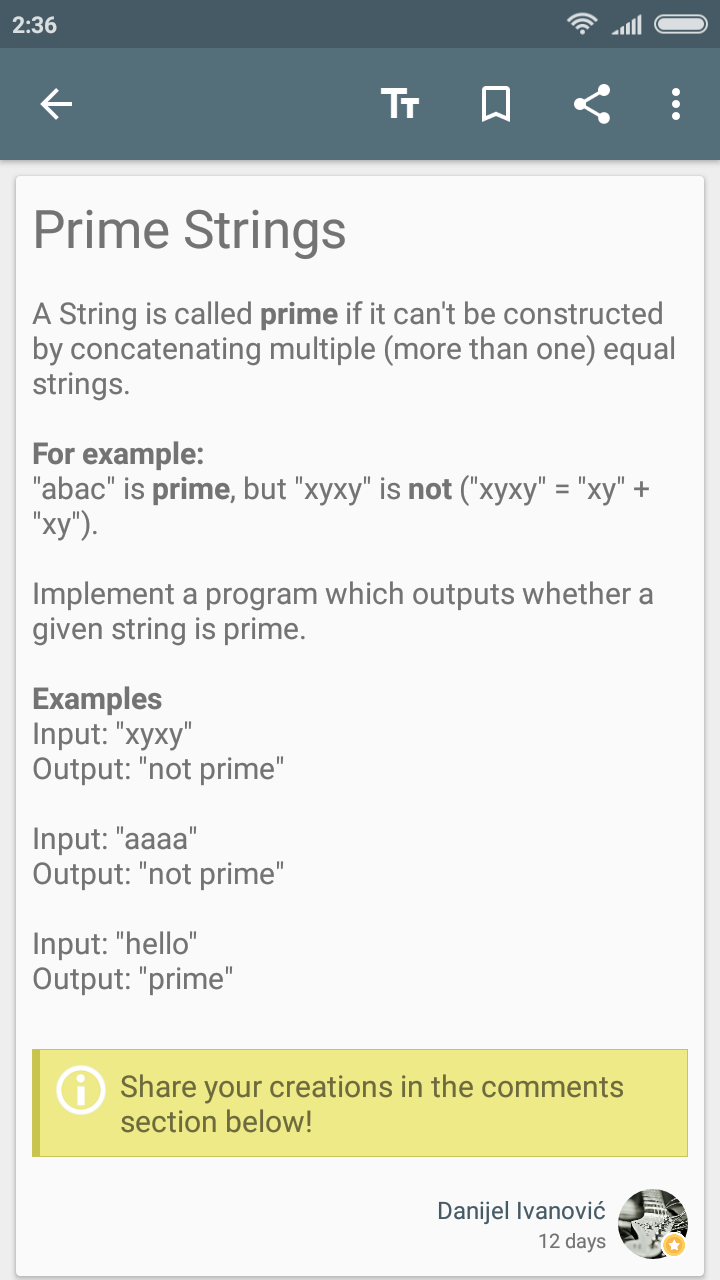 2:36
Prime Strings
A String is called prime if it can't be constructed
by concatenating multiple (more than one) equal
strings.
For example:
"abac" is prime, but "xyxy" is not ("xyxy" = "xy" +
"xy").
Implement a program which outputs whether a
given string is prime.
Examples
Input: "xyxy"
Output: "not prime"
Input: "aaaa"
Output: "not prime"
Input: "hello"
Output: "prime"
Share your creations in the comments
section below!
Danijel Ivanović
12 days